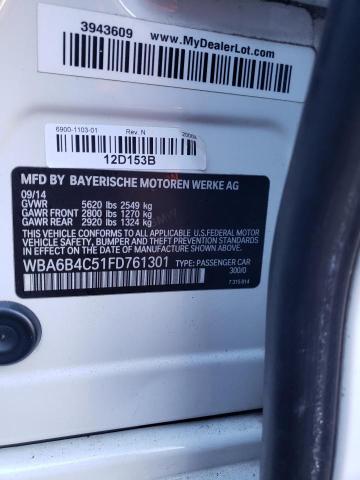 3943609
www.MyDealerLot.com
6900-1103-01 Rev. N
12D153B
MFD BY BAYERISCHE MOTOREN WERKE AG
09/14
GVWR 5620 lbs 2549 kg
GAWR FRONT 2800 lbs 1270 kg
GAWR REAR 2920 lbs 1324 kg
THIS VEHICLE CONFORMS TO ALL APPLICABLE U.S.FEDERAL
MOTOR VEHICLE SAFETY, BUMPER, AND THEFT PREVENTION
STANDARDS IN EFFECT ON THE DATE OF MANUFACTURE SHOWN ABOVE.
WBA6B4C51FD761301 TYPE: PASSENGER CAR
300/0
7 315 914